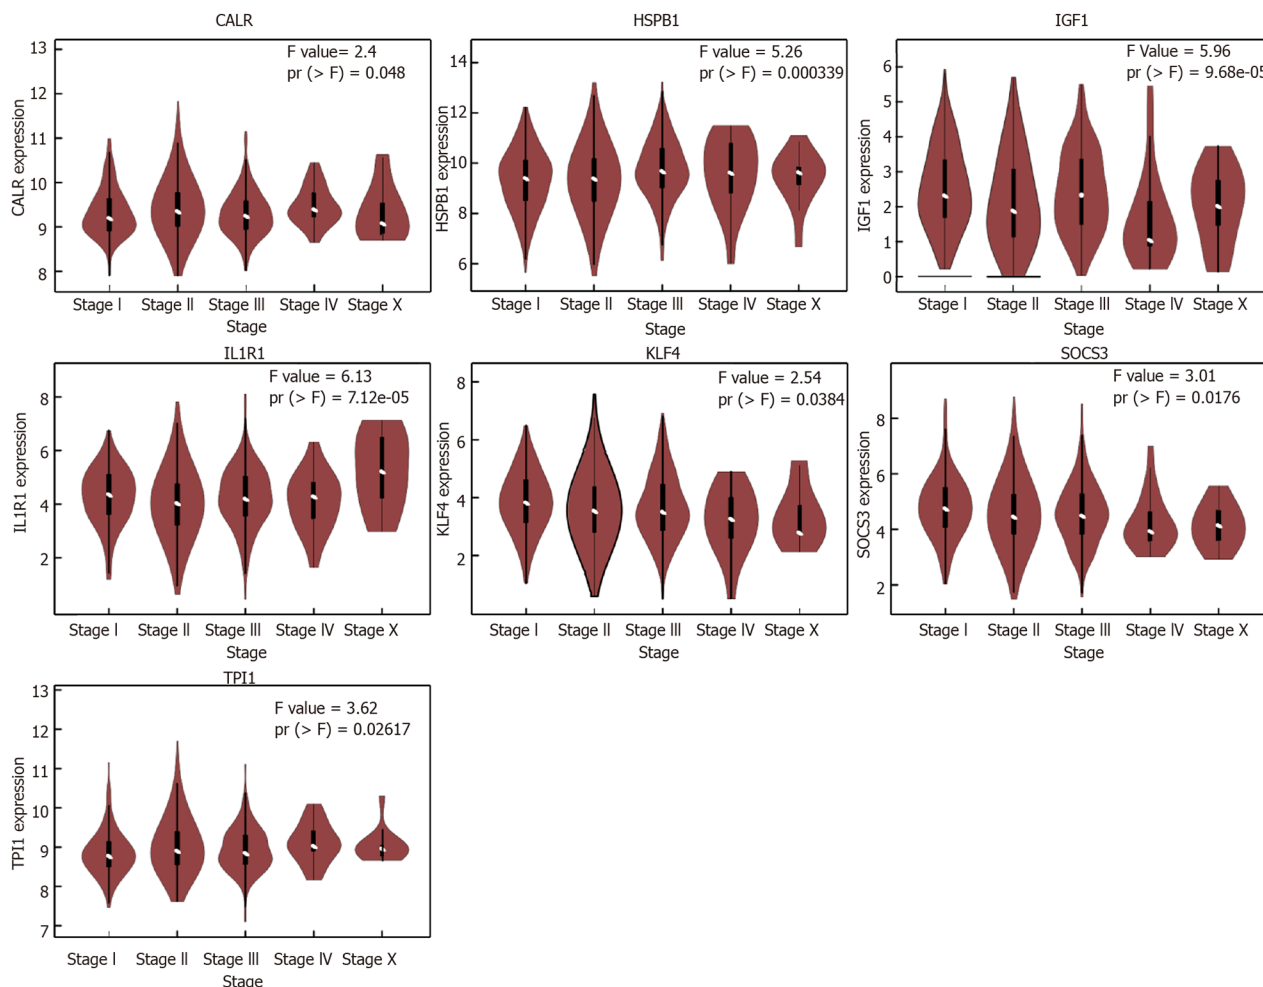 CALR
F value= 2.4
pr (> F) = 0.048
CALR expression
13
12
11
10
9
8
Stage I Stage II Stage III Stage IV Stage X
Stage
HSPB1
F value = 5.26
pr (> F) = 0.000339
HSPB1 expression
14
12
10
8
6
Stage I Stage II Stage III Stage IV Stage X
Stage
IGF1
F Value = 5.96
pr (> F) = 9.68e-05
IGF1 expression
6
5
4
3
2
1
0
Stage I Stage II Stage III Stage IV Stage X
Stage
IL1R1
F value = 6.13
pr (> F) = 7.12e-05
IL1R1 expression
8
6
4
2
Stage I Stage II Stage III Stage IV Stage X
Stage
KLF4
F value = 2.54
pr (> F) = 0.0384
KLF4 expression
8
6
4
2
Stage I Stage II Stage III Stage IV Stage X
Stage
SOCS3
F value = 3.01
pr (> F) = 0.0176
SOCS3 expression
8
6
4
2
Stage I Stage II Stage III Stage IV Stage X
Stage
TPI1
F value = 3.62
pr (> F) = 0.02617
TPI1 expression
13
12
11
10
9
8
7
Stage I Stage II Stage III Stage IV Stage X
Stage